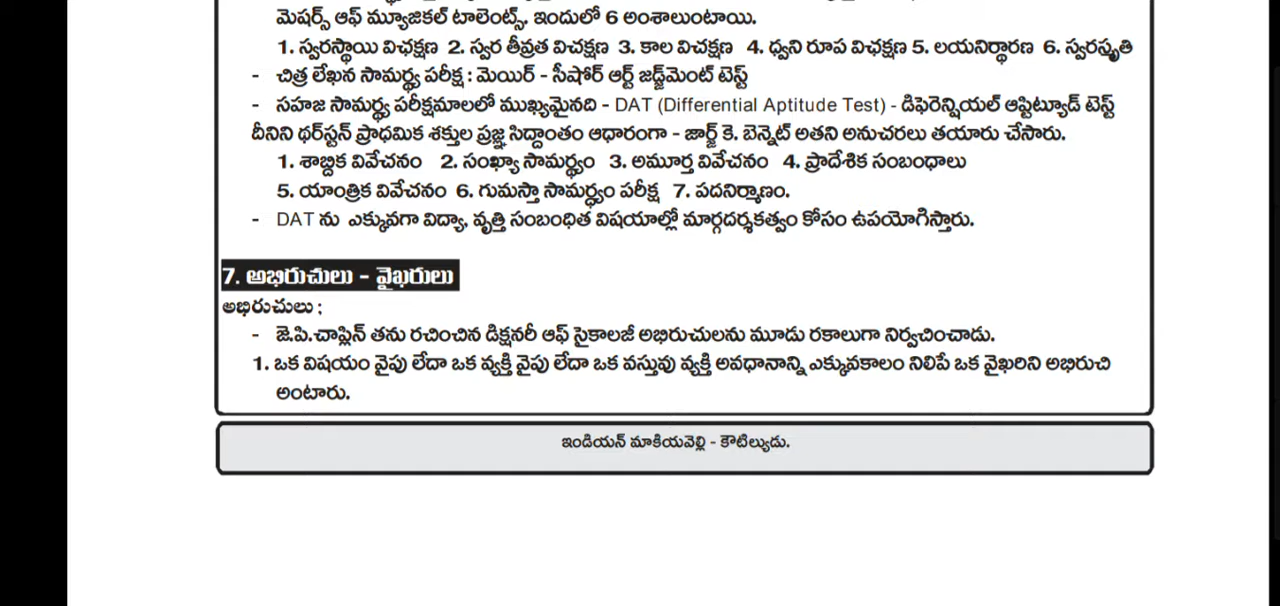 మెషర్స్ ఆఫ్ మ్యూజికల్ టాలెంట్స్. ఇందులో 6 అంశాలుంటాయి.
1. స్వరస్థాయి విఛక్షణ 2. స్వర తీవ్రత విచక్షణ 3. కాల విచక్షణ 4. ధ్వని రూప విఛక్షణ 5. లయనిర్ధారణ 6. స్వరస్మృతి
- చిత్ర లేఖన సామర్థ్య పరీక్ష : మెయిర్ - సీషోర్ ఆర్ట్ జడ్జ్‌మెంట్ టెస్ట్
- సహజ సామర్థ్య పరీక్షమాలలో ముఖ్యమైనది - DAT (Differential Aptitude Test) - డిఫెరెన్షియల్ ఆప్టిట్యూడ్ టెస్ట్
దీనిని థర్‌స్టన్ ప్రాధమిక శక్తుల ప్రజ్ఞ సిద్దాంతం ఆధారంగా - జార్జ్ కె. బెన్నెట్ అతని అనుచరలు తయారు చేసారు.
1. శాబ్దిక వివేచనం 2. సంఖ్యా సామర్థ్యం 3. అమూర్త వివేచనం 4. ప్రాదేశిక సంబంధాలు
5. యాంత్రిక వివేచనం 6. గుమస్తా సామర్ధ్యం పరీక్ష 7. పదనిర్మాణం.
- DAT ను ఎక్కువగా విద్యా, వృత్తి సంబంధిత విషయాల్లో మార్గదర్శకత్వం కోసం ఉపయోగిస్తారు.
7. అభిరుచులు - వైఖరులు
అభిరుచులు :
- జె.పి.చాప్లిన్ తను రచించిన డిక్షనరీ ఆఫ్ సైకాలజీ అభిరుచులను మూడు రకాలుగా నిర్వచించాడు.
1. ఒక విషయం వైపు లేదా ఒక వ్యక్తి వైపు లేదా ఒక వస్తువు వ్యక్తి అవధానాన్ని ఎక్కువకాలం నిలిపే ఒక వైఖరిని అభిరుచి
అంటారు.
ఇండియన్ మాకియవెల్లి - కౌటిల్యుడు.